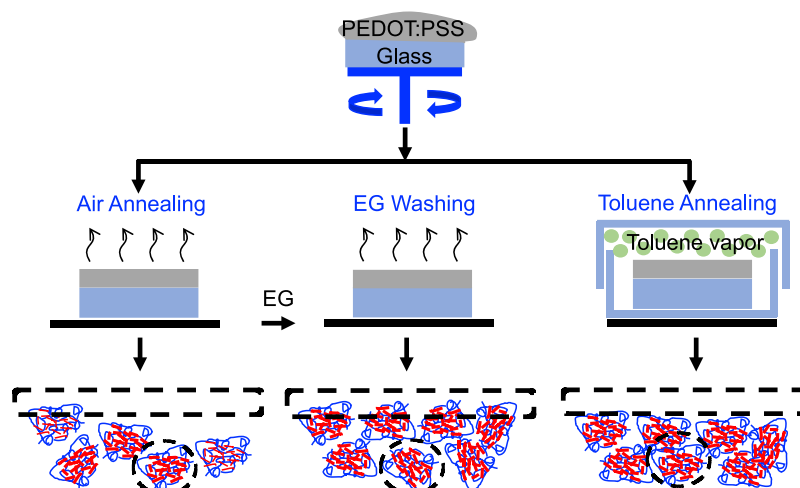 PEDOT:PSS
Glass
Air Annealing
EG Washing
Toluene Annealing
Toluene vapor
EG